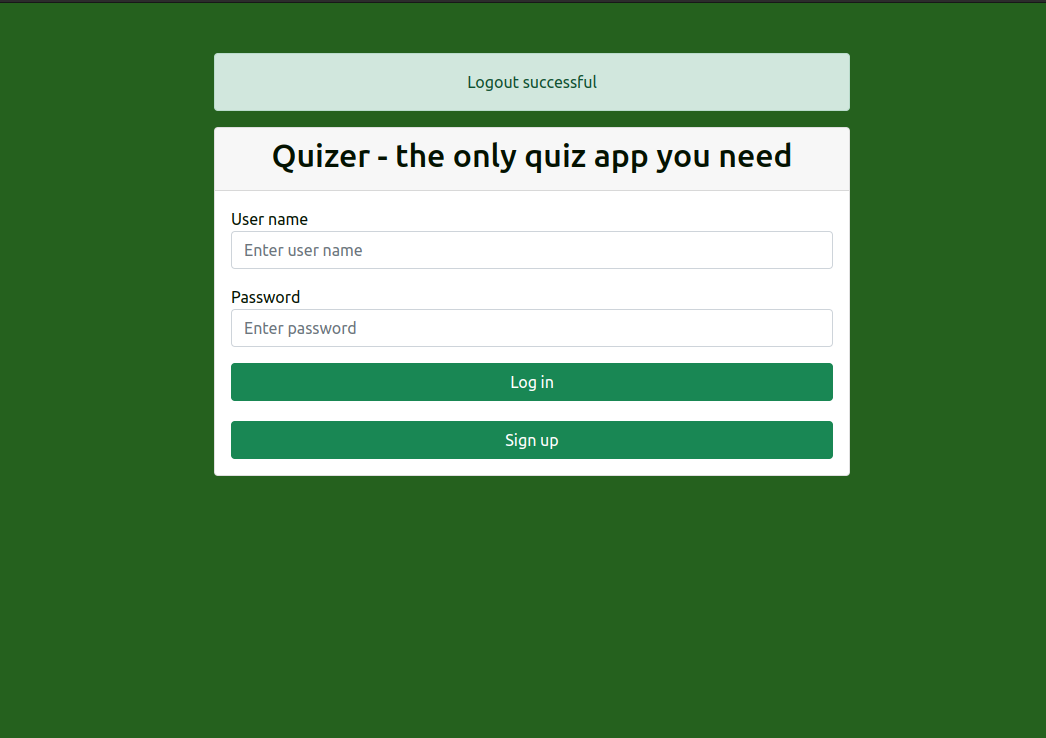 Logout successful
Quizer - the only quiz app you need
User name
Enter user name
Password
Enter password
Log in
Sign up